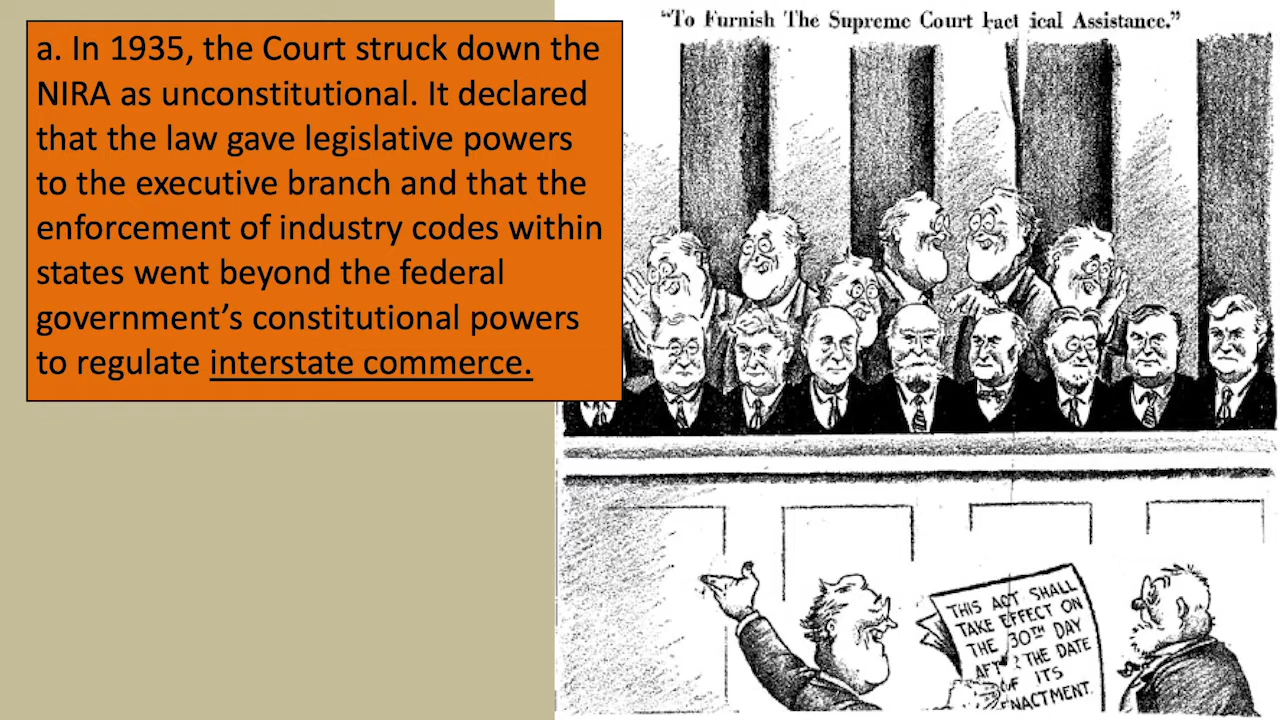 a. In 1935, the Court struck down the
NIRA as unconstitutional. It declared
that the law gave legislative powers
to the executive branch and that the
enforcement of industry codes within
states went beyond the federal
government’s constitutional powers
to regulate interstate commerce.
“To Furnish The Supreme Court ical Assistance.”
THIS ACT SHALL
TAKE EFFECT ON
THE 30TH DAY
THE DATE
OF ITS
ENACTMENT.